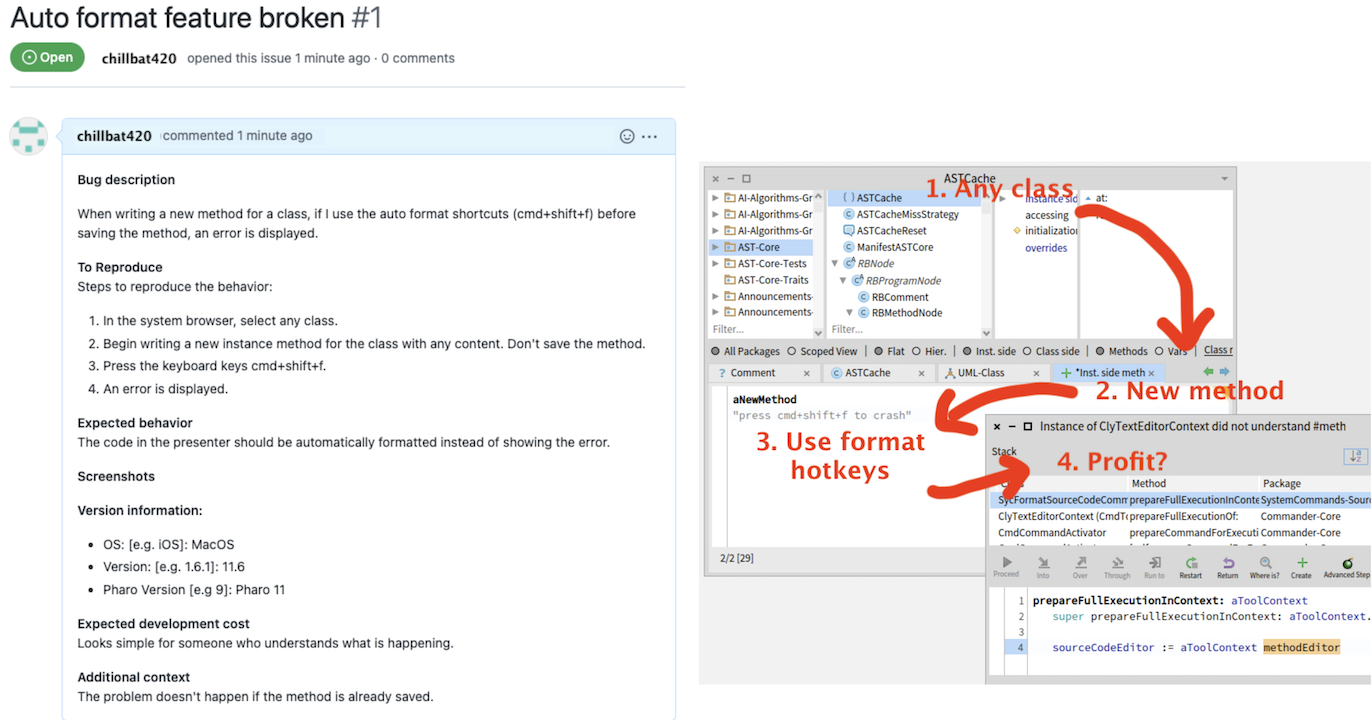 Auto format feature broken #1
Open chillbat420 opened this issue 1 minute ago · 0 comments
chillbat420 commented 1 minute ago
Bug description
When writing a new method for a class, if I use the auto format shortcuts (cmd+shift+f) before
saving the method, an error is displayed.
To Reproduce
Steps to reproduce the behavior:
1. In the system browser, select any class.
2. Begin writing a new instance method for the class with any content. Don't save the method.
3. Press the keyboard keys cmd+shift+f.
4. An error is displayed.
Expected behavior
The code in the presenter should be automatically formatted instead of showing the error.
Screenshots
Version information:
• OS: [e.g. iOS]: MacOS
• Version: [e.g. 1.6.1]: 11.6
• Pharo Version [e.g 9]: Pharo 11
Expected development cost
Looks simple for someone who understands what is happening.
Additional context
The problem doesn't happen if the method is already saved.
ASTCache
1. Any class
AI-Algorithms-Gr
AI-Algorithms-Gr
AI-Algorithms-Gr
AST-Core
AST-Core-Tests
AST-Core-Traits
Announcements-
Announcements-
Filter...
ASTCache
ASTCacheMissStrategy
ASTCacheReset
ManifestASTCore
RBNode
RBProgramNode
RBComment
RBMethodNode
Filter...
instance sid
accessing
initialization
overrides
at:
All Packages Scoped View | Flat Hier. | Inst. side Class side | Methods Vars | Class r
? Comment × ASTCache × UML-Class × *Inst. side meth ×
2. New method
aNewMethod
"press cmd+shift+f to crash"
3. Use format
hotkeys
2/2 [29]
Instance of ClyTextEditorContext did not understand #meth
Stack
4. Profit?
Method Package
SycFormatSourceCodeComm prepareFullExecutionInConte SystemCommands-Sour
ClyTextEditorContext (CmdTo prepareFullExecutionOf: Commander-Core
CmdCommandActivator prepareCommandForExecuti Commander-Core
Proceed Into Over Through Run to Restart Return Where is? Create Advanced Step
1 prepareFullExecutionInContext: aToolContext
2 super prepareFullExecutionInContext: aToolContext.
3
4 sourceCodeEditor := aToolContext methodEditor